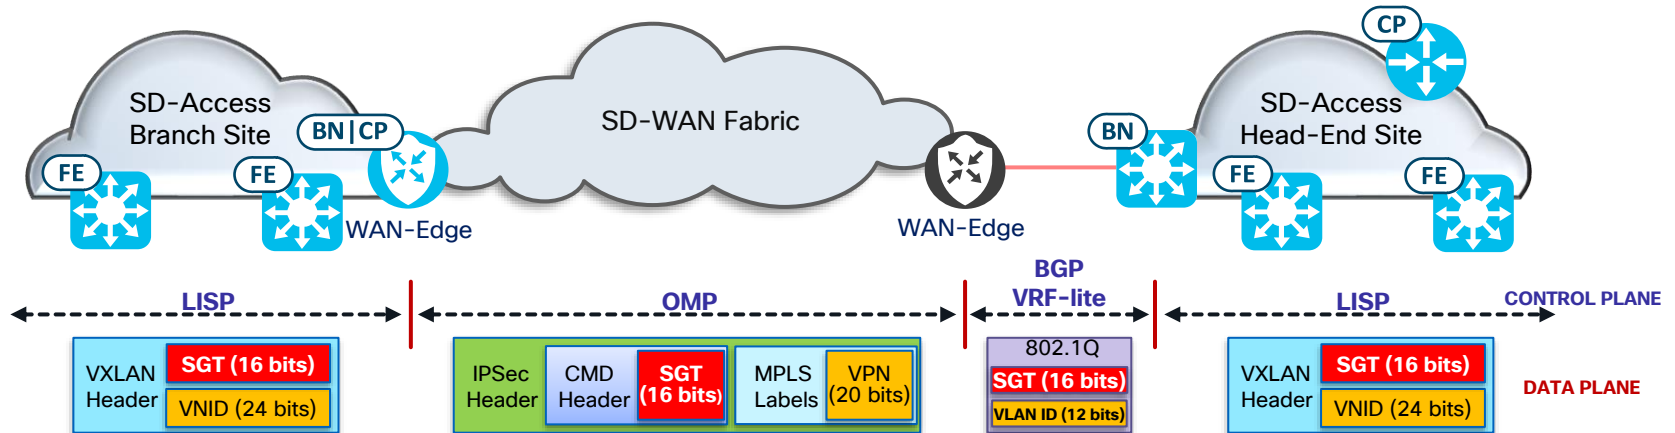 CP
SD-Access
Branch Site
SD-WAN Fabric
SD-Access
Head-End Site
BN|CP
BN
FE
FE
FE
FE
WAN-Edge
WAN-Edge
BGP
VRF-lite
LISP
OMP
LISP
CONTROL PLANE
VXLAN
Header
SGT (16 bits)
VNID (24 bits)
IPSec
Header
CMD
Header
SGT
(16 bits)
MPLS
Labels
VPN
(20 bits)
802.1Q
SGT (16 bits)
VLAN ID (12 bits)
VXLAN
Header
SGT (16 bits)
VNID (24 bits)
DATA PLANE